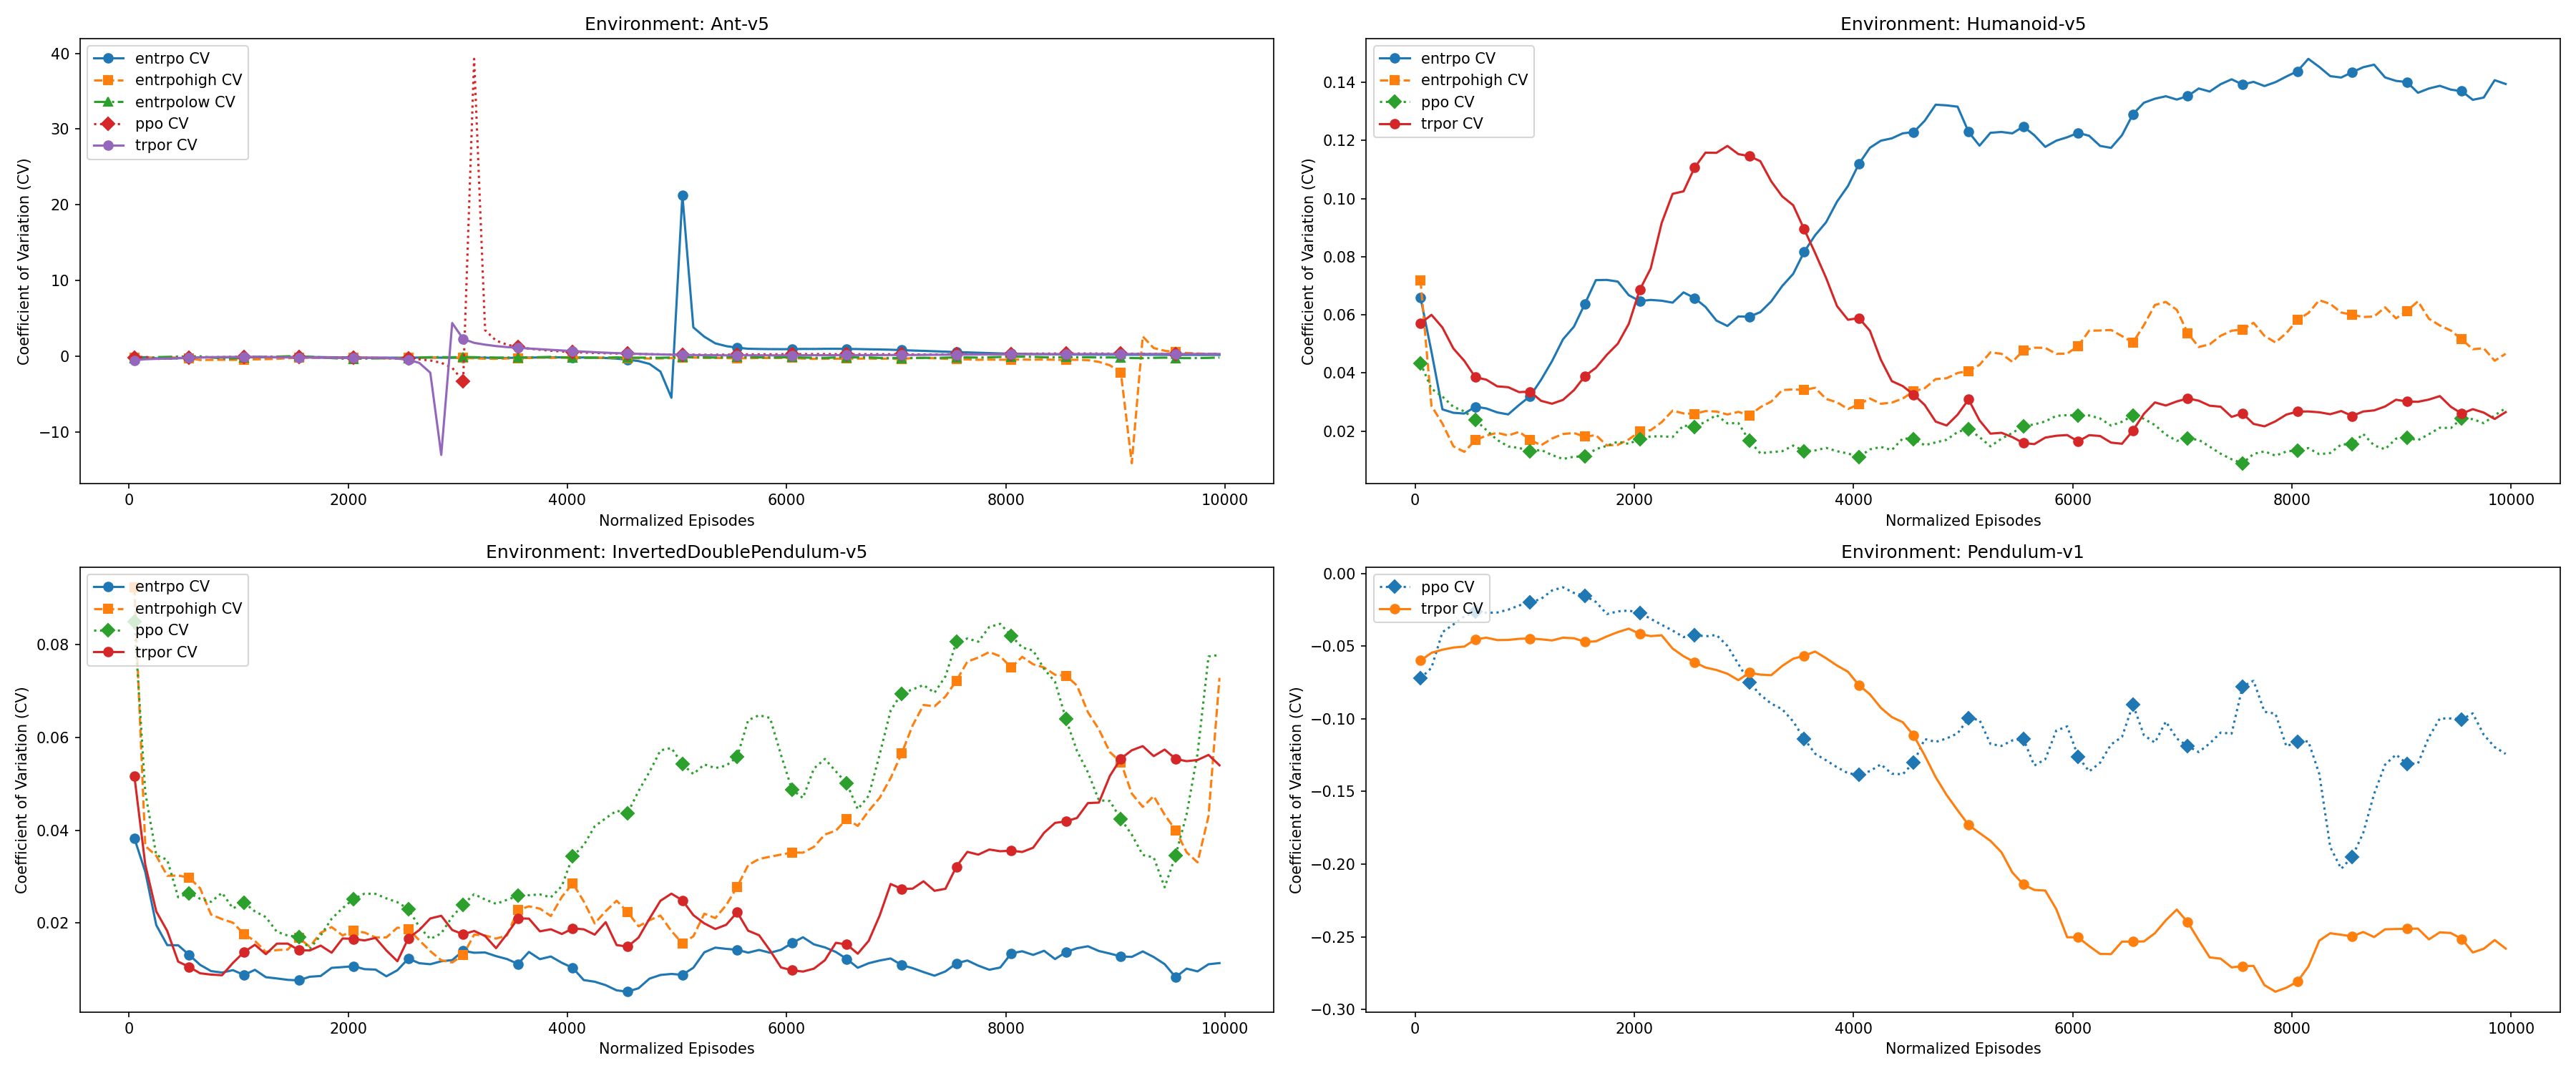 Environment: Ant-v5
40
30
20
10
0
−10
Coefficient of Variation (CV)
entrpo CV
entrpohigh CV
entrpolow CV
ppo CV
trpor CV
0 2000 4000 6000 8000 10000
Normalized Episodes
Environment: Humanoid-v5
0.14
0.12
0.10
0.08
0.06
0.04
0.02
Coefficient of Variation (CV)
entrpo CV
entrpohigh CV
ppo CV
trpor CV
0 2000 4000 6000 8000 10000
Normalized Episodes
Environment: InvertedDoublePendulum-v5
0.08
0.06
0.04
0.02
Coefficient of Variation (CV)
entrpo CV
entrpohigh CV
ppo CV
trpor CV
0 2000 4000 6000 8000 10000
Normalized Episodes
Environment: Pendulum-v1
0.00
−0.05
−0.10
−0.15
−0.20
−0.25
−0.30
Coefficient of Variation (CV)
ppo CV
trpor CV
0 2000 4000 6000 8000 10000
Normalized Episodes